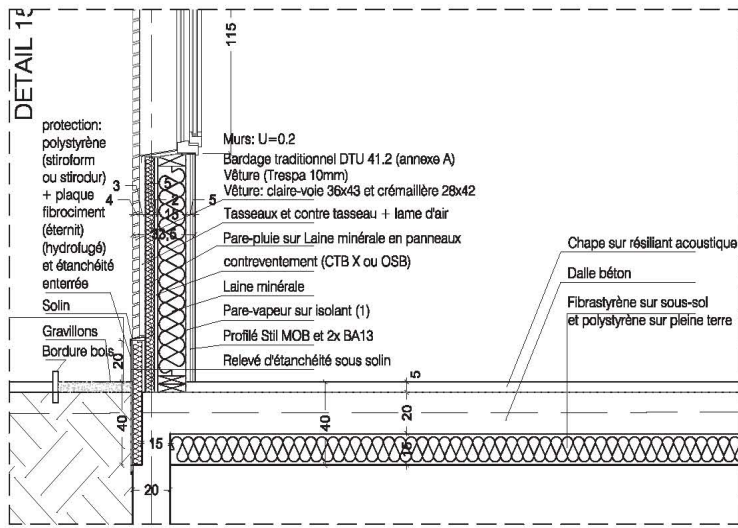 DETAIL 15
115
protection:
polystyrène
(stiroform
ou stirodur)
+ plaque
fibrociment
(éternit)
(hydrofugé)
et étanchéité
enterrée
Solin
Gravillons
Bordure bois
Murs: U=0.2
Bardage traditionnel DTU 41.2 (annexe A)
Vêture (Trespa 10mm)
Vêture: claire-voie 36x43 et crémaillère 28x42
Tasseaux et contre tasseau + lame d'air
Pare-pluie sur Laine minérale en panneaux
contreventement (CTB X ou OSB)
Laine minérale
Pare-vapeur sur isolant (1)
Profilé Stil MOB et 2x BA13
Relevé d'étanchéité sous solin
Chape sur résiliant acoustique
Dalle béton
Fibrastyrène sur sous-sol
et polystyrène sur pleine terre
3
5
4
2
5
15
33,5
20
5
40
40
20
15
15
20